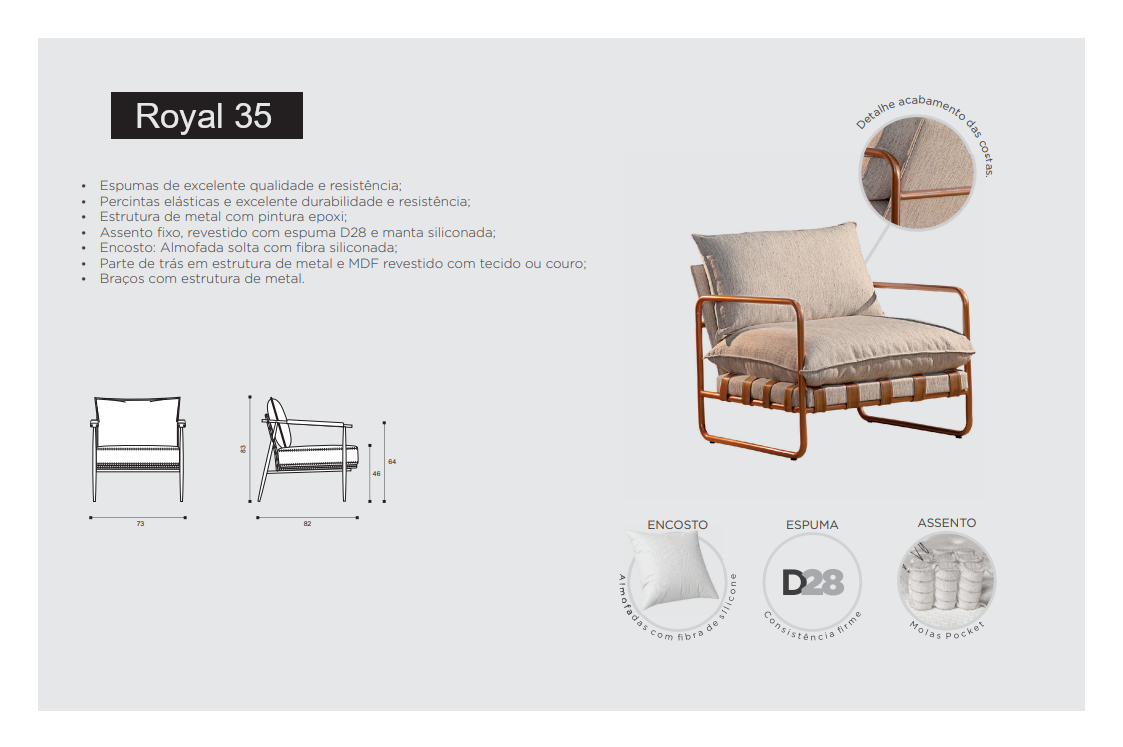 Royal 35
Detalhe acabamento das costas.
• Espumas de excelente qualidade e resistência;
• Percintas elásticas e excelente durabilidade e resistência;
• Estrutura de metal com pintura epoxi;
• Assento fixo, revestido com espuma D28 e manta siliconada;
• Encosto: Almofada solta com fibra siliconada;
• Parte de trás em estrutura de metal e MDF revestido com tecido ou couro;
• Braços com estrutura de metal.
83
64
46
73
82
ENCOSTO
Almofadas com fibra de silicone
ESPUMA
D28
Consistência firme
ASSENTO
Molas Pocket